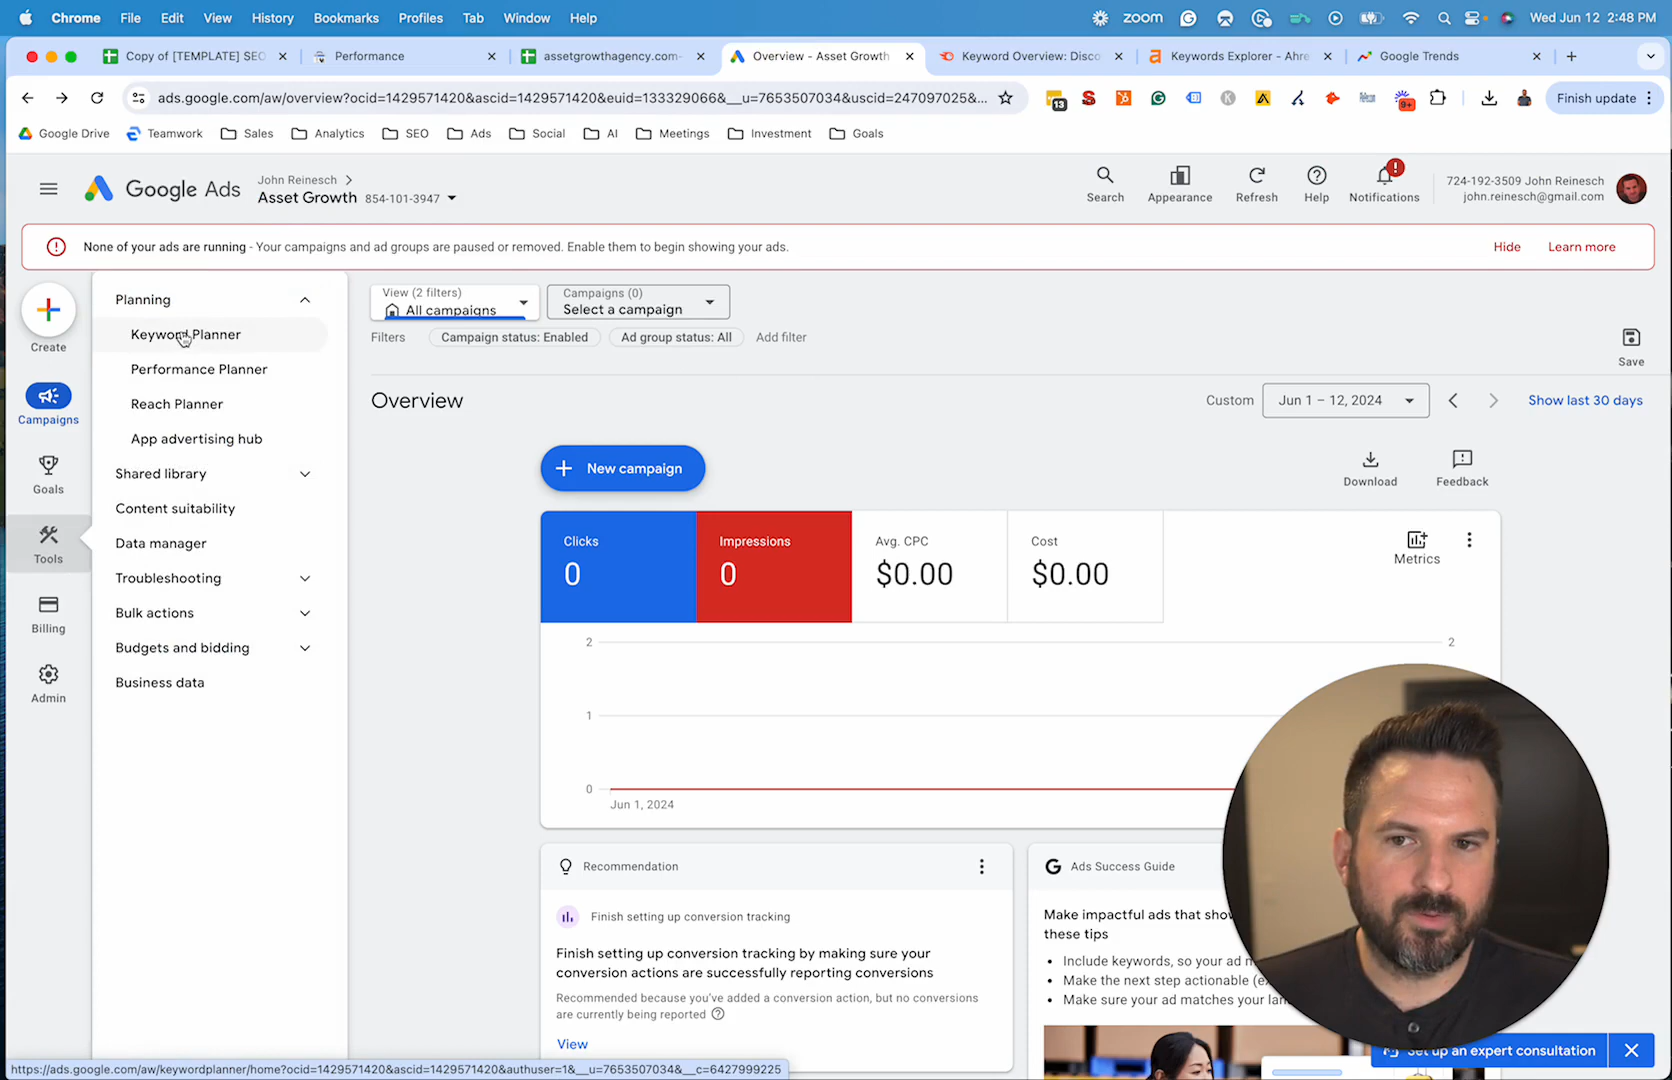 Chrome File Edit View History Bookmarks Profiles Tab Window Help zoom Wed Jun 12 2:48 PM
Copy of [TEMPLATE] SEO Performance assetgrowthagency.com- Overview - Asset Growth Keyword Overview: Disco Keywords Explorer - Ahre Google Trends
ads.google.com/aw/overview?ocid=1429571420&ascid=1429571420&euid=133329066&__u=7653507034&uscid=247097025&... 13 9+ Finish update
Google Drive Teamwork Sales Analytics SEO Ads Social AI Meetings Investment Goals
Google Ads
John Reinesch
Asset Growth 854-101-3947
Search Appearance Refresh Help Notifications
724-192-3509 John Reinesch
john.reinesch@gmail.com
None of your ads are running - Your campaigns and ad groups are paused or removed. Enable them to begin showing your ads. Hide Learn more
Create
Campaigns
Goals
Tools
Billing
Admin
Planning
Keyword Planner
Performance Planner
Reach Planner
App advertising hub
Shared library
Content suitability
Data manager
Troubleshooting
Bulk actions
Budgets and bidding
Business data
View (2 filters)
All campaigns
Campaigns (0)
Select a campaign
Filters Campaign status: Enabled Ad group status: All Add filter
Save
Overview
Custom Jun 1 – 12, 2024 Show last 30 days
New campaign
Download Feedback
Clicks
0
Impressions
0
Avg. CPC
$0.00
Cost
$0.00
Metrics
2 2
1
0
Jun 1, 2024
Recommendation
Finish setting up conversion tracking
Finish setting up conversion tracking by making sure your
conversion actions are successfully reporting conversions
Recommended because you've added a conversion action, but no conversions
are currently being reported
View
G Ads Success Guide
Make impactful ads that
these tips
Include keywords, so your ad
Make the next step actionable
Make sure your ad matches your
Set up an expert consultation
https://ads.google.com/aw/keywordplanner/home?ocid=1429571420&ascid=1429571420&authuser=1&__u=7653507034&__c=6427999225